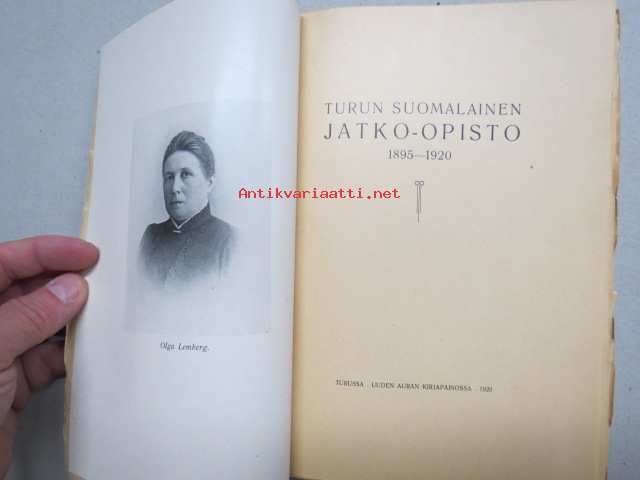 Olga Lemberg.
TURUN SUOMALAINEN
JATKO-OPISTO
1895—1920
Antikvariaatti.net
TURUSSA . UUDEN AURAN KIRJAPAINOSSA . 1920